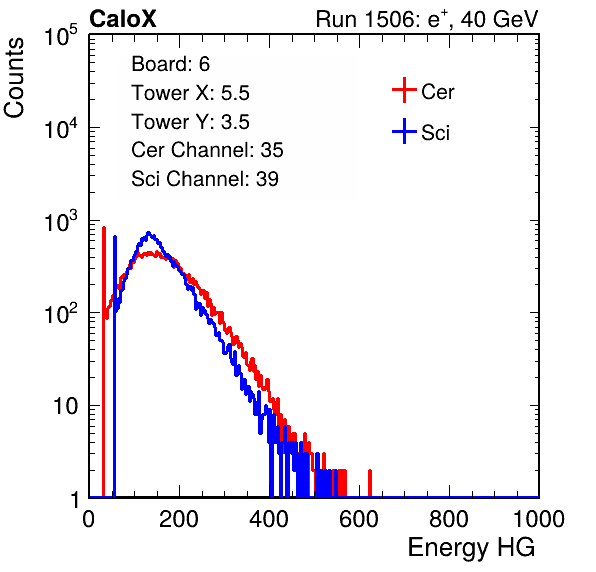 CaloX Run 1506: e⁺, 40 GeV
Counts
10⁵
10⁴
10³
10²
10
1
Board: 6
Tower X: 5.5
Tower Y: 3.5
Cer Channel: 35
Sci Channel: 39
Cer
Sci
0 200 400 600 800 1000
Energy HG